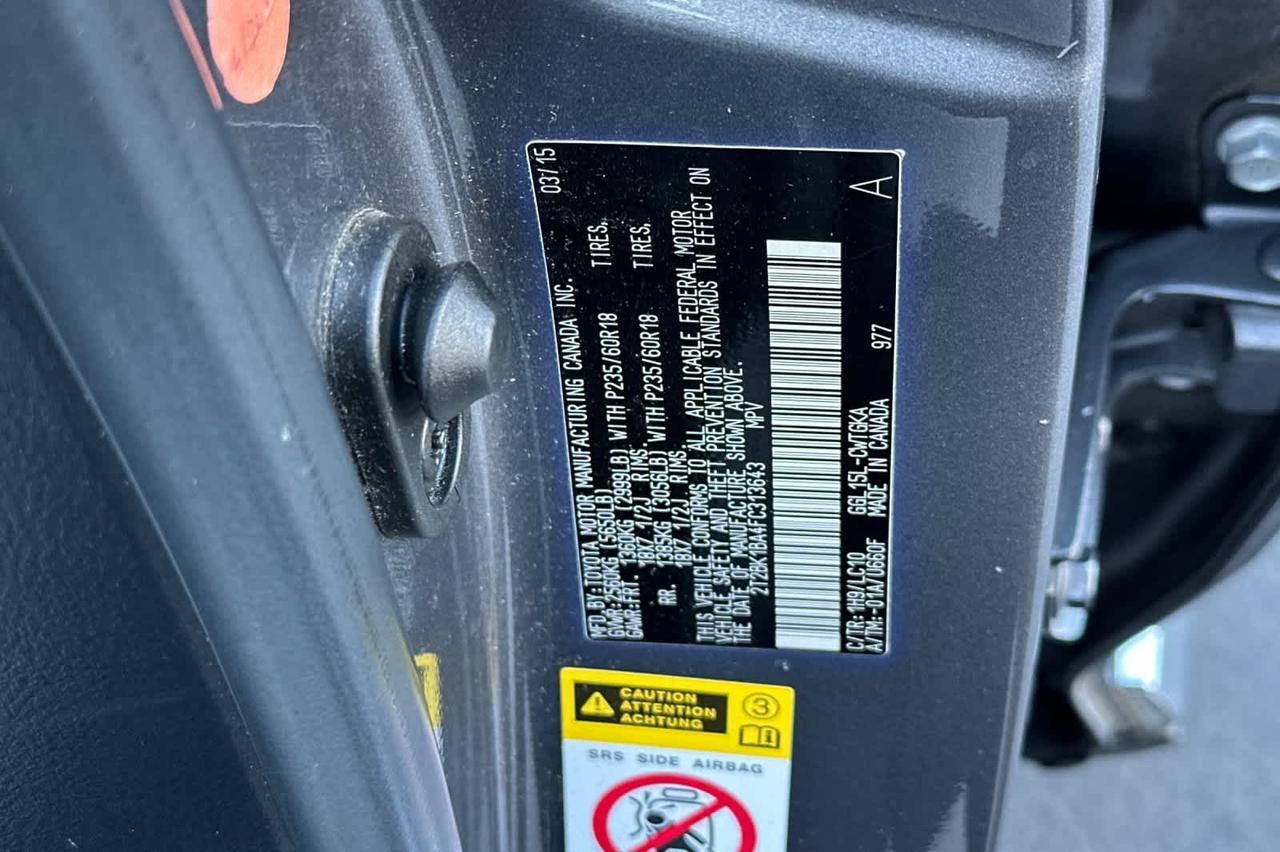 MFD. BY: TOYOTA MOTOR MANUFACTURING CANADA INC. 03/15
GVWR: 2560KG (5650LB)
GAWR: FRT. 1360KG (2999LB) WITH P235/60R18 TIRES,
18X7 1/2J RIMS.
RR. 1385KG (3056LB) WITH P235/60R18 TIRES,
18X7 1/2J RIMS.
THIS VEHICLE CONFORMS TO ALL APPLICABLE FEDERAL MOTOR
VEHICLE SAFETY AND THEFT PREVENTION STANDARDS IN EFFECT ON
THE DATE OF MANUFACTURE SHOWN ABOVE.
2T2BK1BA4FC313643 MPV
C/TR: 1H9/LC10 GGL15L-CWTGKA 977 A
A/TM: -01A/U660F MADE IN CANADA
CAUTION
ATTENTION
ACHTUNG
3
SRS SIDE AIRBAG